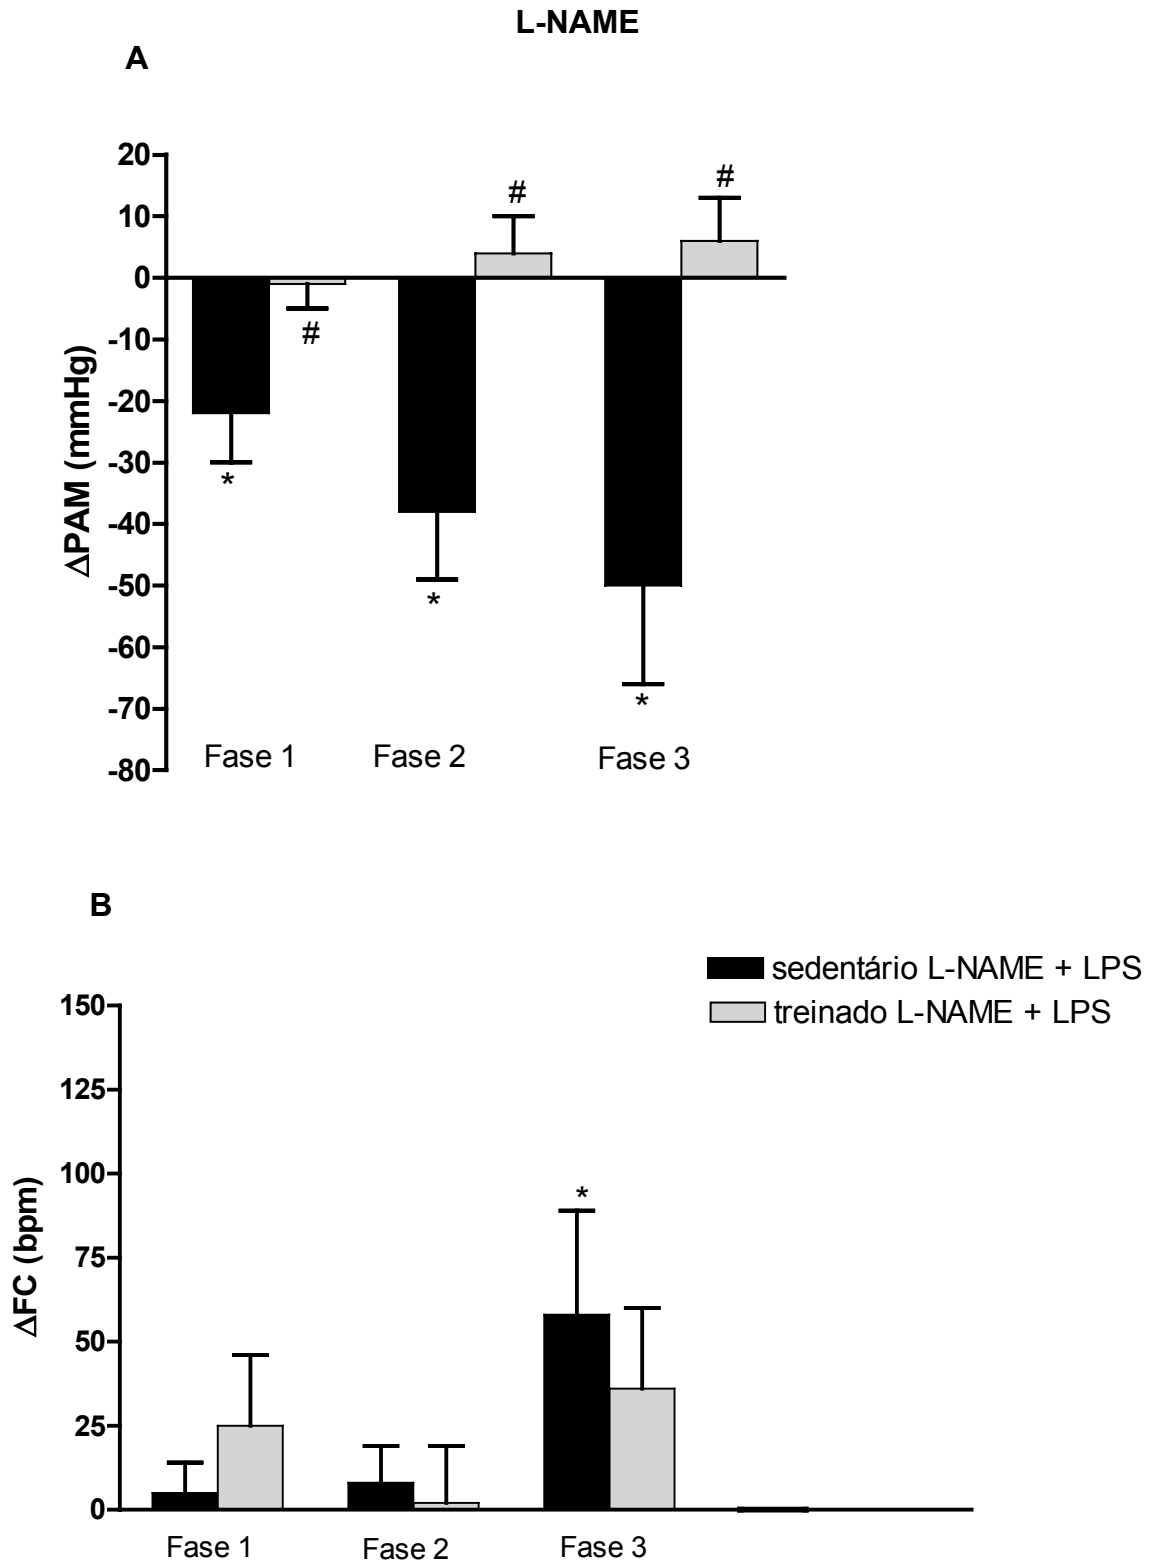 L-NAME
A
20
10
0
-10
-20
-30
-40
-50
-60
-70
-80
ΔPAM (mmHg)
#
#
#
*
*
*
Fase 1
Fase 2
Fase 3
B
sedentário L-NAME + LPS
treinado L-NAME + LPS
150
125
100
75
50
25
0
ΔFC (bpm)
*
Fase 1
Fase 2
Fase 3